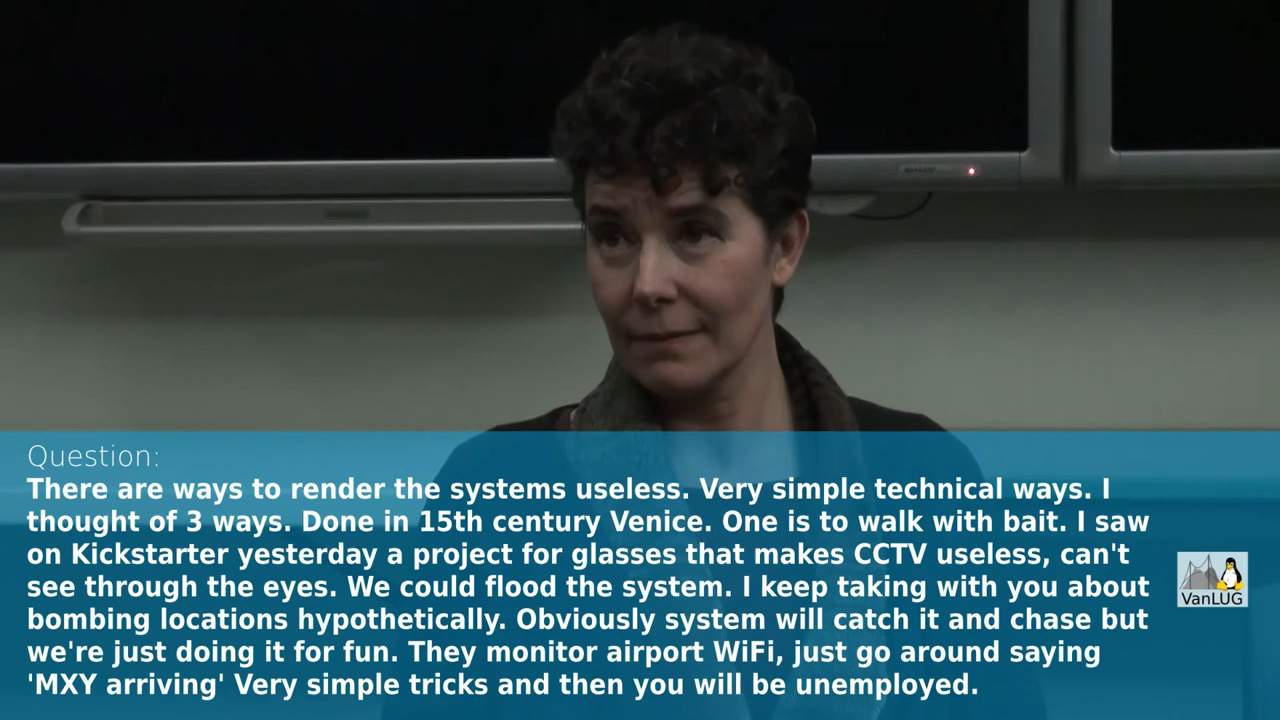 Question:
There are ways to render the systems useless. Very simple technical ways. I
thought of 3 ways. Done in 15th century Venice. One is to walk with bait. I saw
on Kickstarter yesterday a project for glasses that makes CCTV useless, can't
see through the eyes. We could flood the system. I keep taking with you about
bombing locations hypothetically. Obviously system will catch it and chase but
we're just doing it for fun. They monitor airport WiFi, just go around saying
'MXY arriving' Very simple tricks and then you will be unemployed.
VanLUG